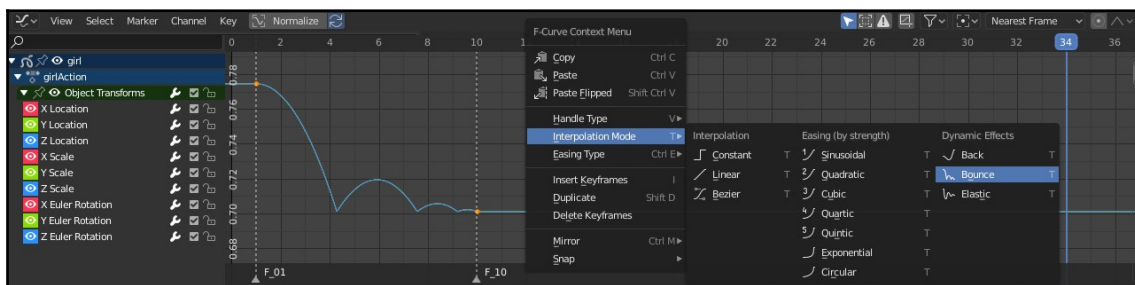 View Select Marker Channel Key Normalize Nearest Frame
F-Curve Context Menu
0 2 4 6 8 10 20 22 24 26 28 30 32 34 36
girl
girlAction
Object Transforms
X Location
Y Location
Z Location
X Scale
Y Scale
Z Scale
X Euler Rotation
Y Euler Rotation
Z Euler Rotation
0.78
0.76
0.74
0.72
0.70
0.68
F_01
F_10
Copy Ctrl C
Paste Ctrl V
Paste Flipped Shift Ctrl V
Handle Type V
Interpolation Mode T
Easing Type Ctrl E
Insert Keyframes I
Duplicate Shift D
Delete Keyframes
Mirror Ctrl M
Snap
Interpolation
Constant T
Linear T
Bezier T
Easing (by strength)
1 Sinusoidal T
2 Quadratic T
3 Cubic T
4 Quartic T
5 Quintic T
Exponential T
Circular T
Dynamic Effects
Back T
Bounce T
Elastic T